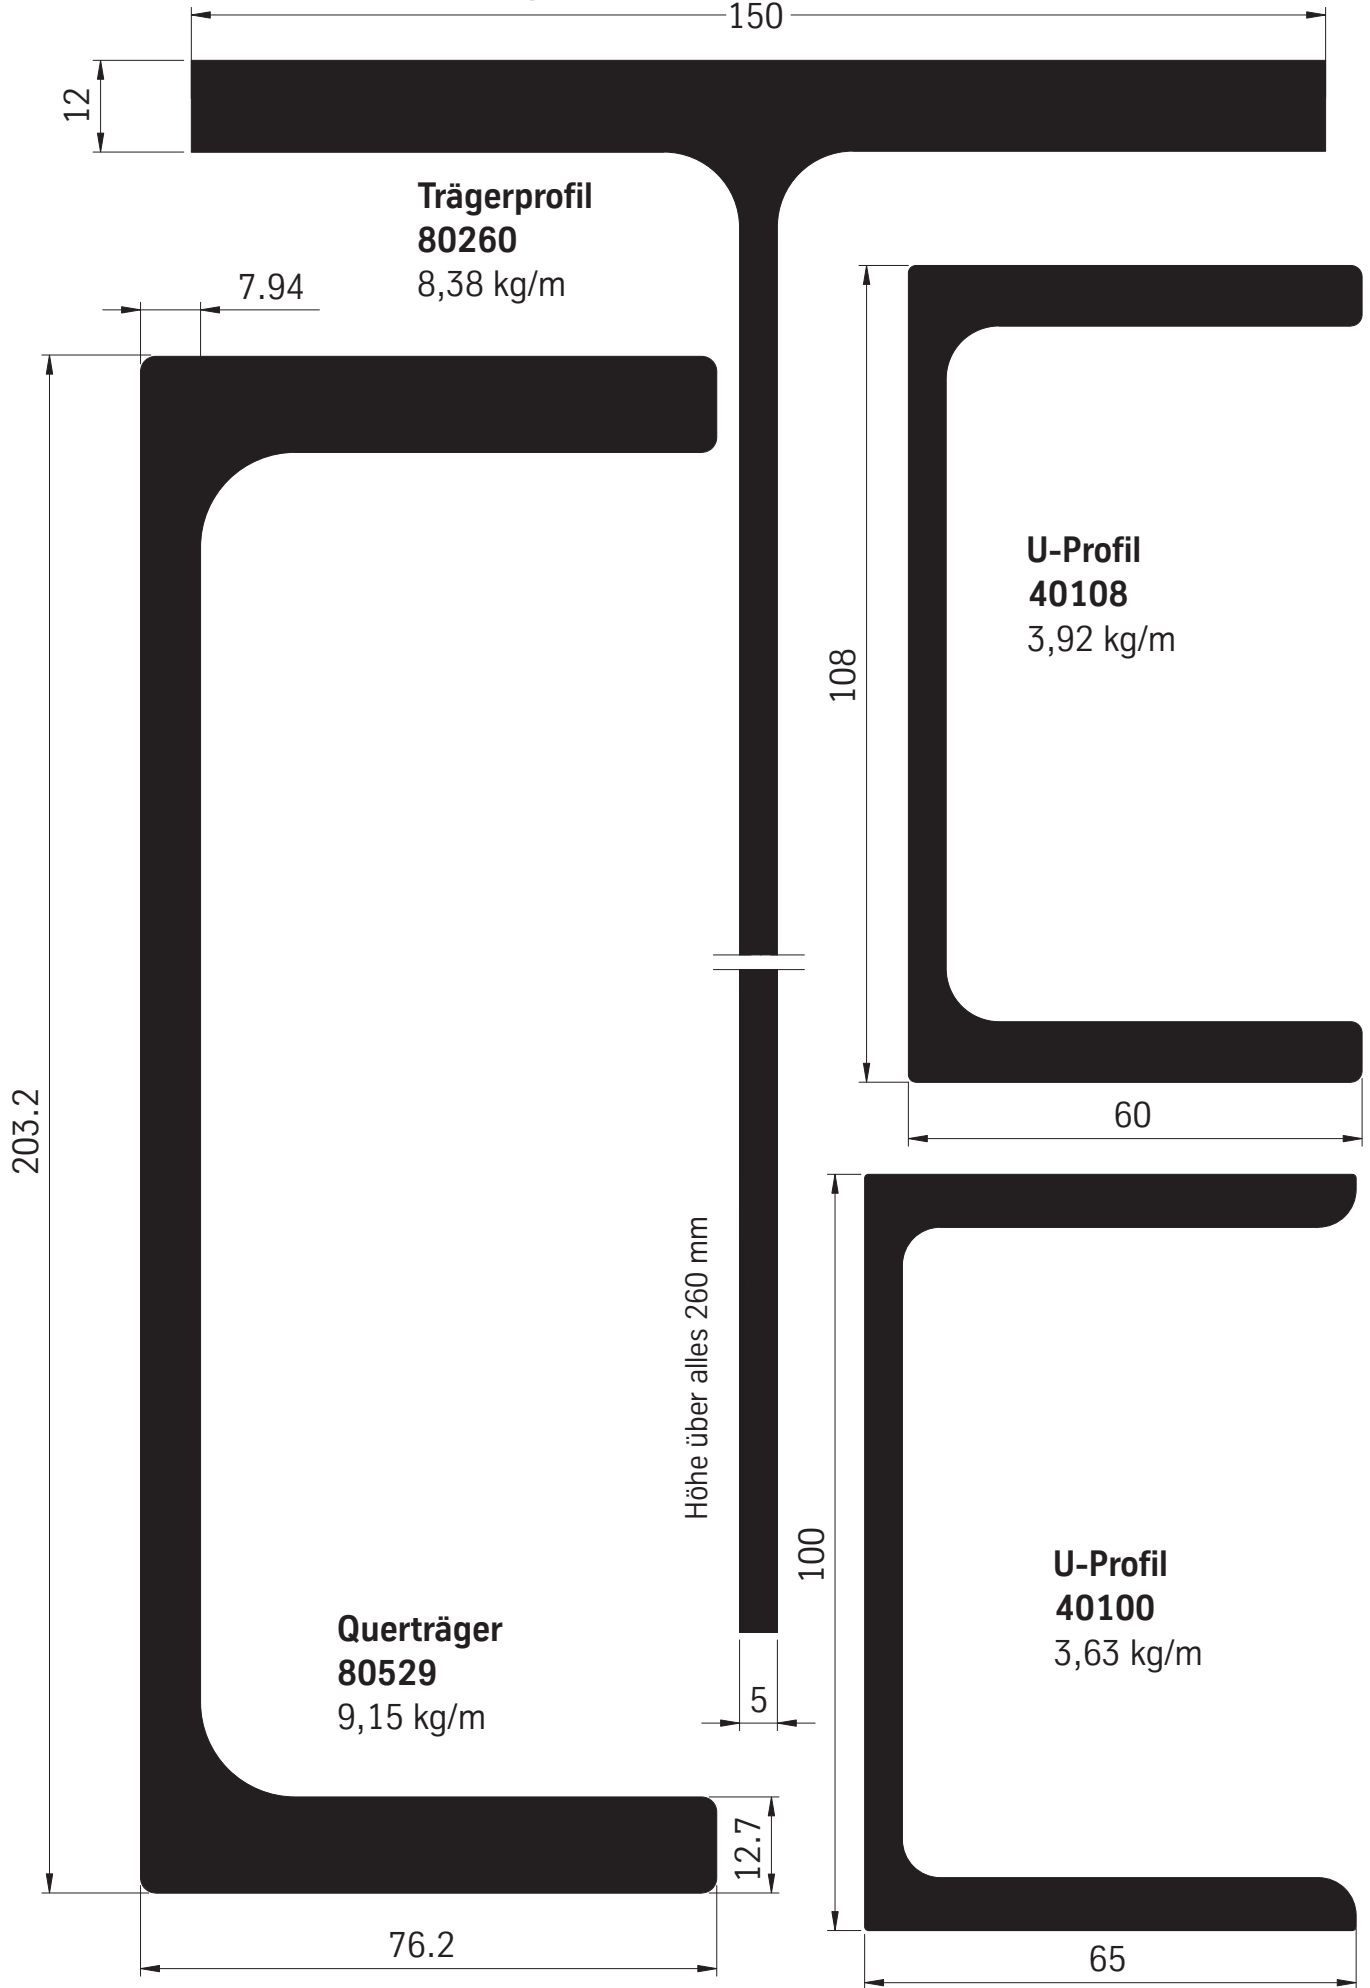 150
12
Trägerprofil
80260
8,38 kg/m
7.94
U-Profil
40108
3,92 kg/m
108
203.2
60
Höhe über alles 260 mm
100
U-Profil
40100
3,63 kg/m
Querträger
80529
9,15 kg/m
5
12.7
76.2
65